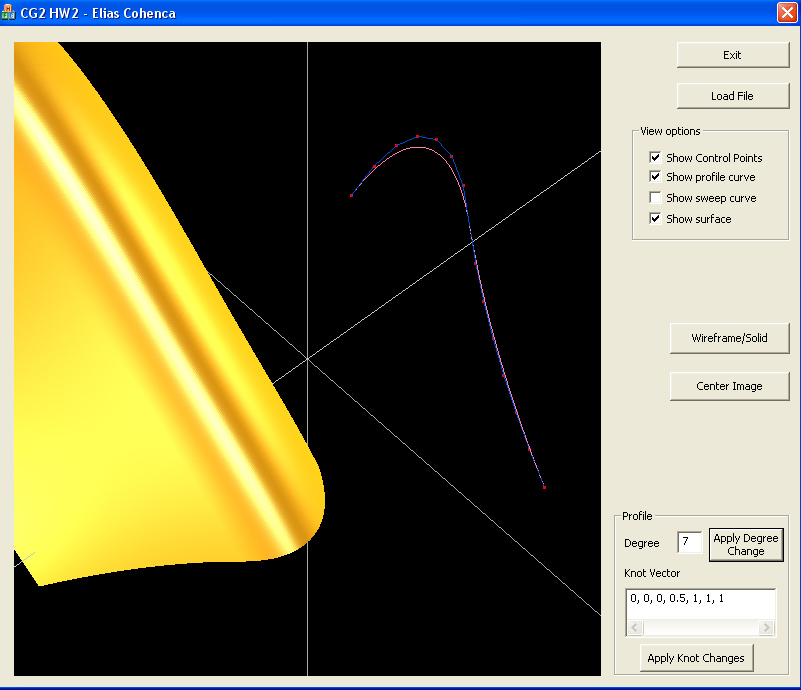 CG2 HW2 - Elias Cohenca
Exit
Load File
View options
Show Control Points
Show profile curve
Show sweep curve
Show surface
Wireframe/Solid
Center Image
Profile
Degree
7
Apply Degree
Change
Knot Vector
0, 0, 0, 0.5, 1, 1, 1
Apply Knot Changes